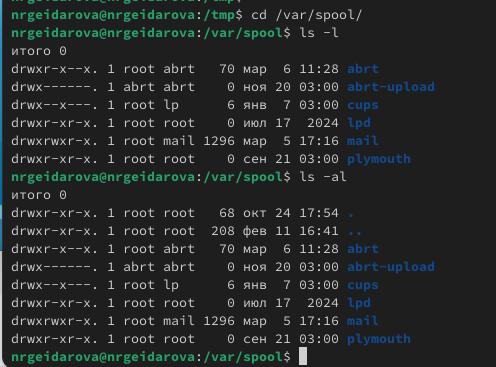 nrgeidarova@nrgeidarova:/tmp$
nrgeidarova@nrgeidarova:/tmp$ cd /var/spool/
nrgeidarova@nrgeidarova:/var/spool$ ls -l
итого 0
drwxr-x--x. 1 root abrt   70 мар  6 11:28 abrt
drwx------. 1 abrt abrt    0 ноя 20 03:00 abrt-upload
drwx--x---. 1 root lp      6 янв  7 03:00 cups
drwxr-xr-x. 1 root root    0 июл 17  2024 lpd
drwxrwxr-x. 1 root mail 1296 мар  5 17:16 mail
drwxr-xr-x. 1 root root    0 сен 21 03:00 plymouth
nrgeidarova@nrgeidarova:/var/spool$ ls -al
итого 0
drwxr-xr-x. 1 root root   68 окт 24 17:54 .
drwxr-xr-x. 1 root root  208 фев 11 16:41 ..
drwxr-x--x. 1 root abrt   70 мар  6 11:28 abrt
drwx------. 1 abrt abrt    0 ноя 20 03:00 abrt-upload
drwx--x---. 1 root lp      6 янв  7 03:00 cups
drwxr-xr-x. 1 root root    0 июл 17  2024 lpd
drwxrwxr-x. 1 root mail 1296 мар  5 17:16 mail
drwxr-xr-x. 1 root root    0 сен 21 03:00 plymouth
nrgeidarova@nrgeidarova:/var/spool$